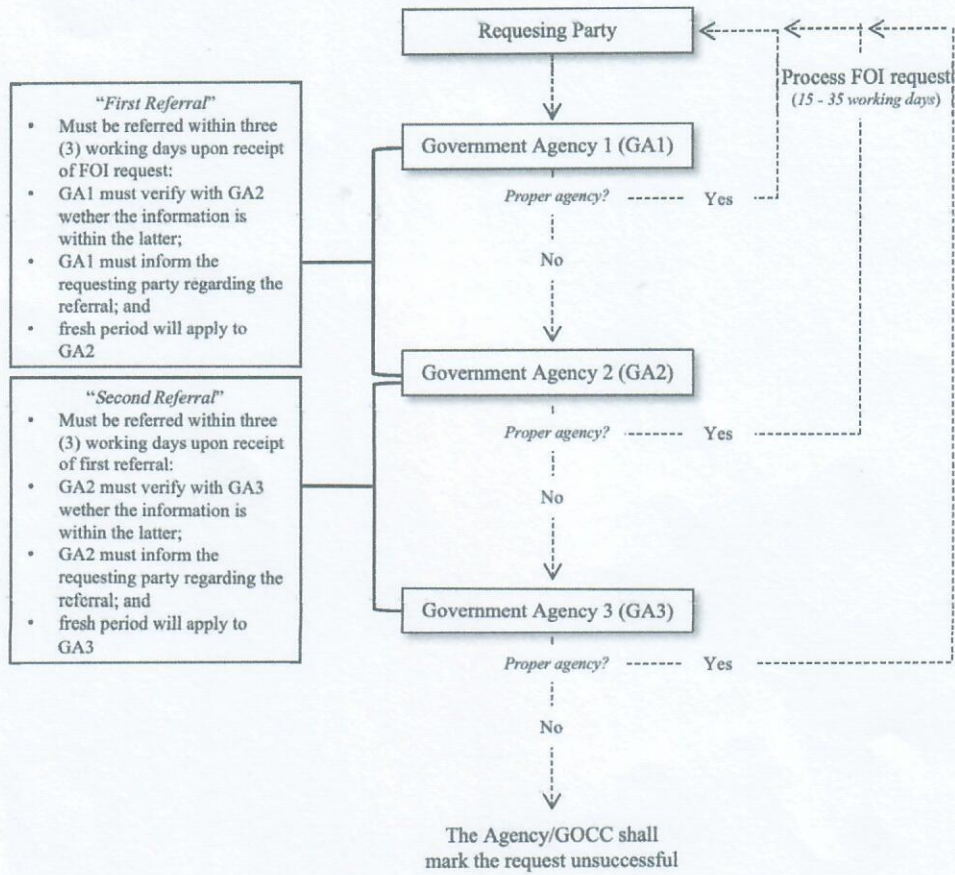 Requesing Party
Process FOI request
(15 - 35 working days)
“First Referral”
• Must be referred within three
(3) working days upon receipt
of FOI request:
• GA1 must verify with GA2
wether the information is
within the latter;
• GA1 must inform the
requesting party regarding the
referral; and
• fresh period will apply to
GA2
Government Agency 1 (GA1)
Proper agency?
Yes
No
Government Agency 2 (GA2)
“Second Referral”
• Must be referred within three
(3) working days upon receipt
of first referral:
• GA2 must verify with GA3
wether the information is
within the latter;
• GA2 must inform the
requesting party regarding the
referral; and
• fresh period will apply to
GA3
Proper agency?
Yes
No
Government Agency 3 (GA3)
Proper agency?
Yes
No
The Agency/GOCC shall
mark the request unsuccessful